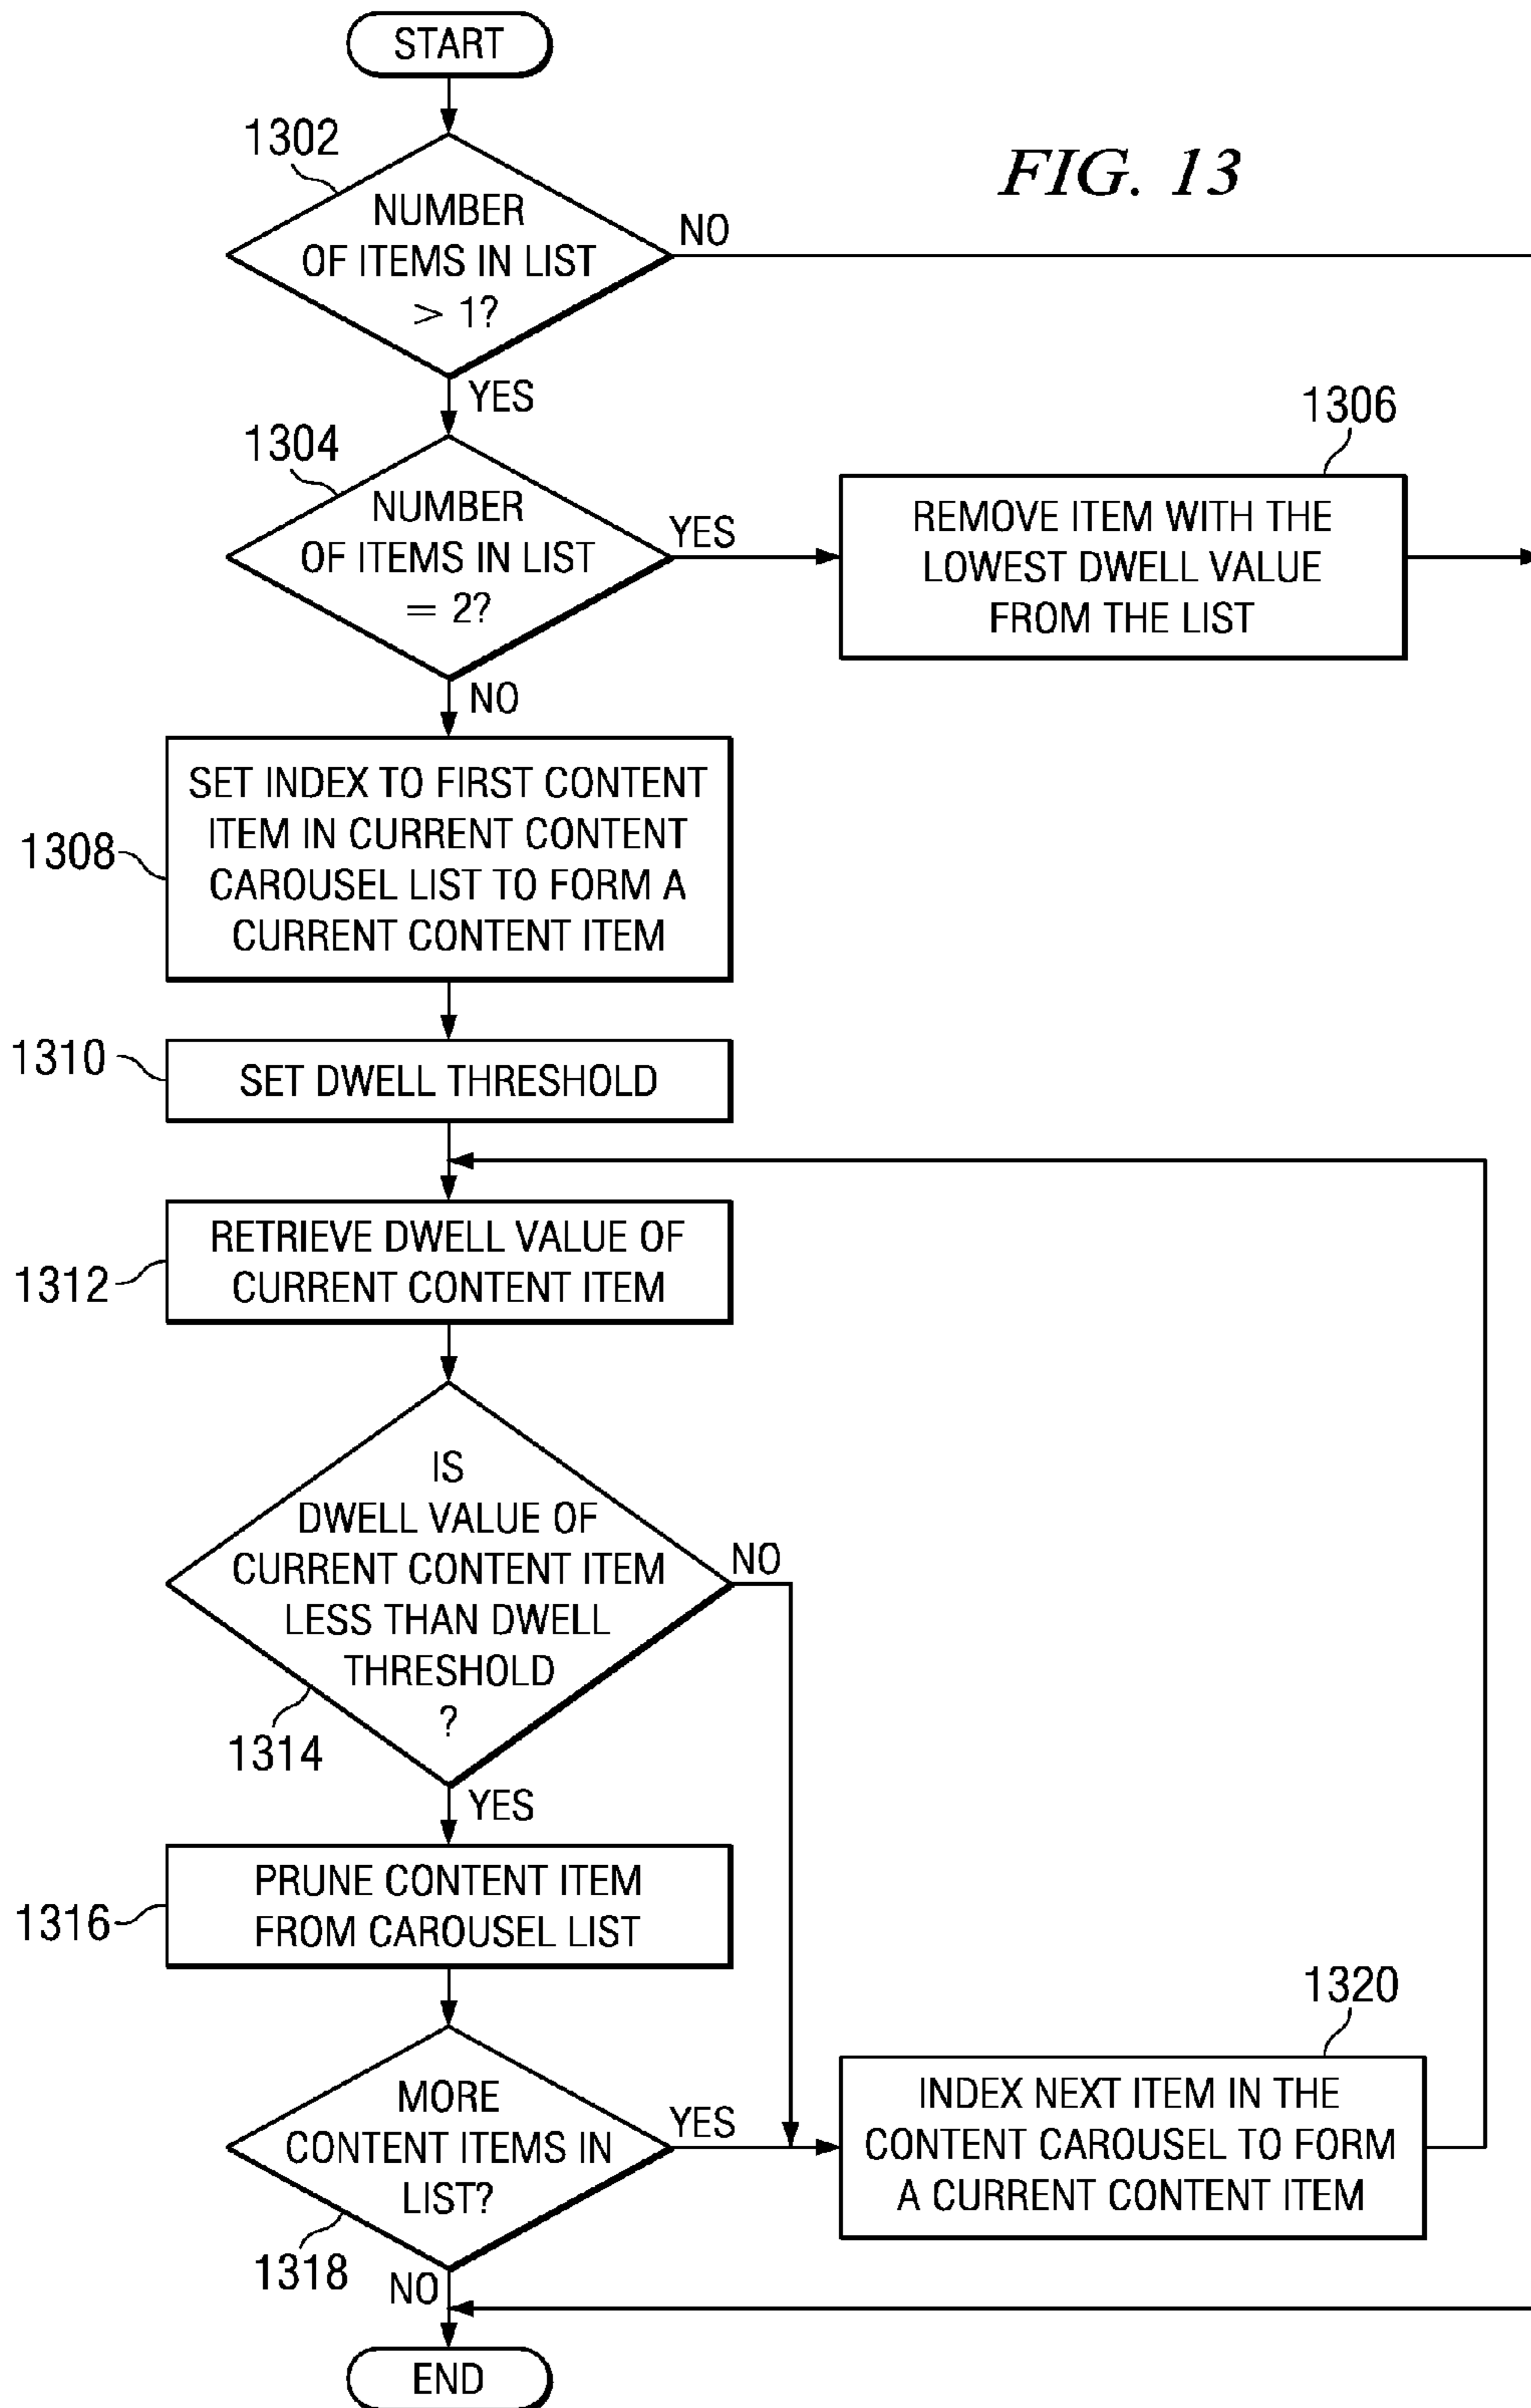 START
1302
FIG. 13
NUMBER
OF ITEMS IN LIST
> 1?
NO
YES
1304
1306
NUMBER
OF ITEMS IN LIST
= 2?
YES
REMOVE ITEM WITH THE
LOWEST DWELL VALUE
FROM THE LIST
NO
1308
SET INDEX TO FIRST CONTENT
ITEM IN CURRENT CONTENT
CAROUSEL LIST TO FORM A
CURRENT CONTENT ITEM
1310
SET DWELL THRESHOLD
1312
RETRIEVE DWELL VALUE OF
CURRENT CONTENT ITEM
IS
DWELL VALUE OF
CURRENT CONTENT ITEM
LESS THAN DWELL
THRESHOLD
?
NO
1314
YES
1316
PRUNE CONTENT ITEM
FROM CAROUSEL LIST
1320
MORE
CONTENT ITEMS IN
LIST?
YES
INDEX NEXT ITEM IN THE
CONTENT CAROUSEL TO FORM
A CURRENT CONTENT ITEM
1318
NO
END